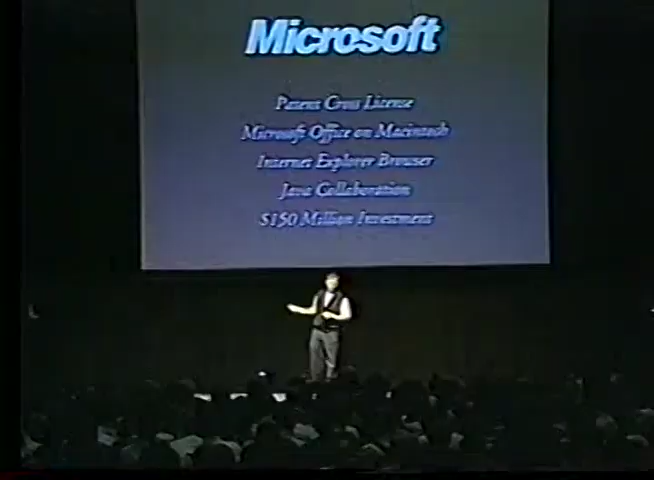 Microsoft
Patent Cross License
Microsoft Office on Macintosh
Internet Explorer Browser
Java Collaboration
$150 Million Investment